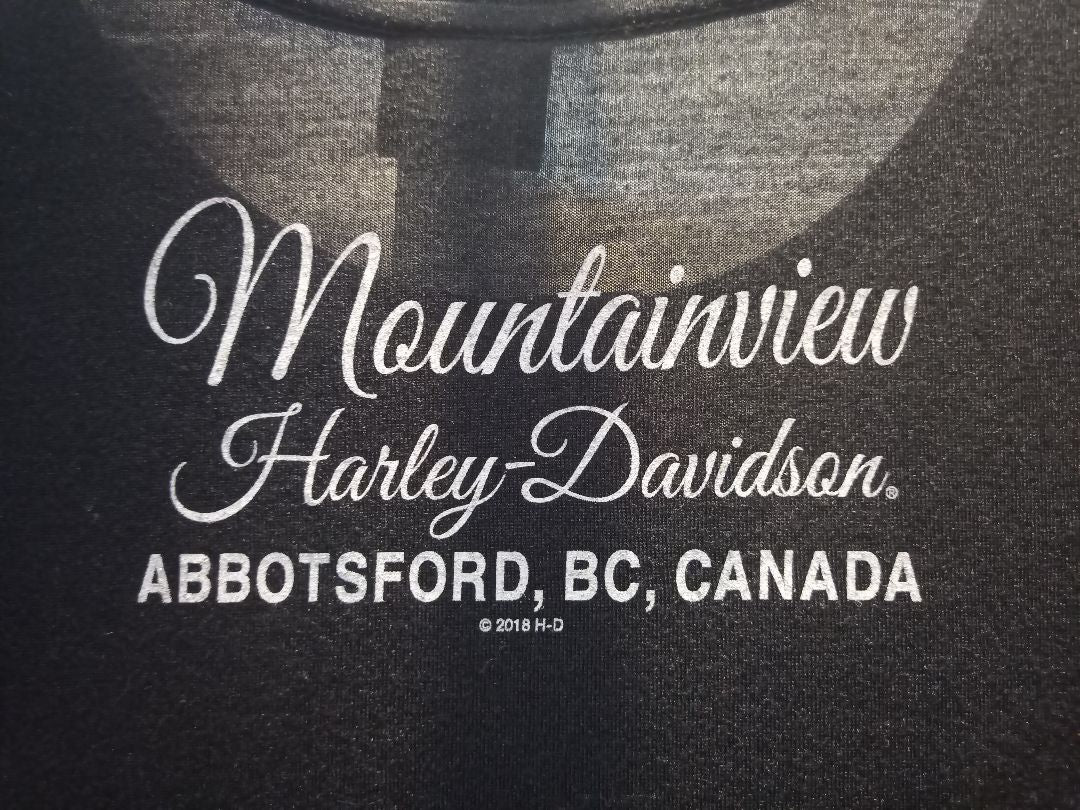 Mountainview
Harley-Davidson®
ABBOTSFORD, BC, CANADA
© 2018 H-D